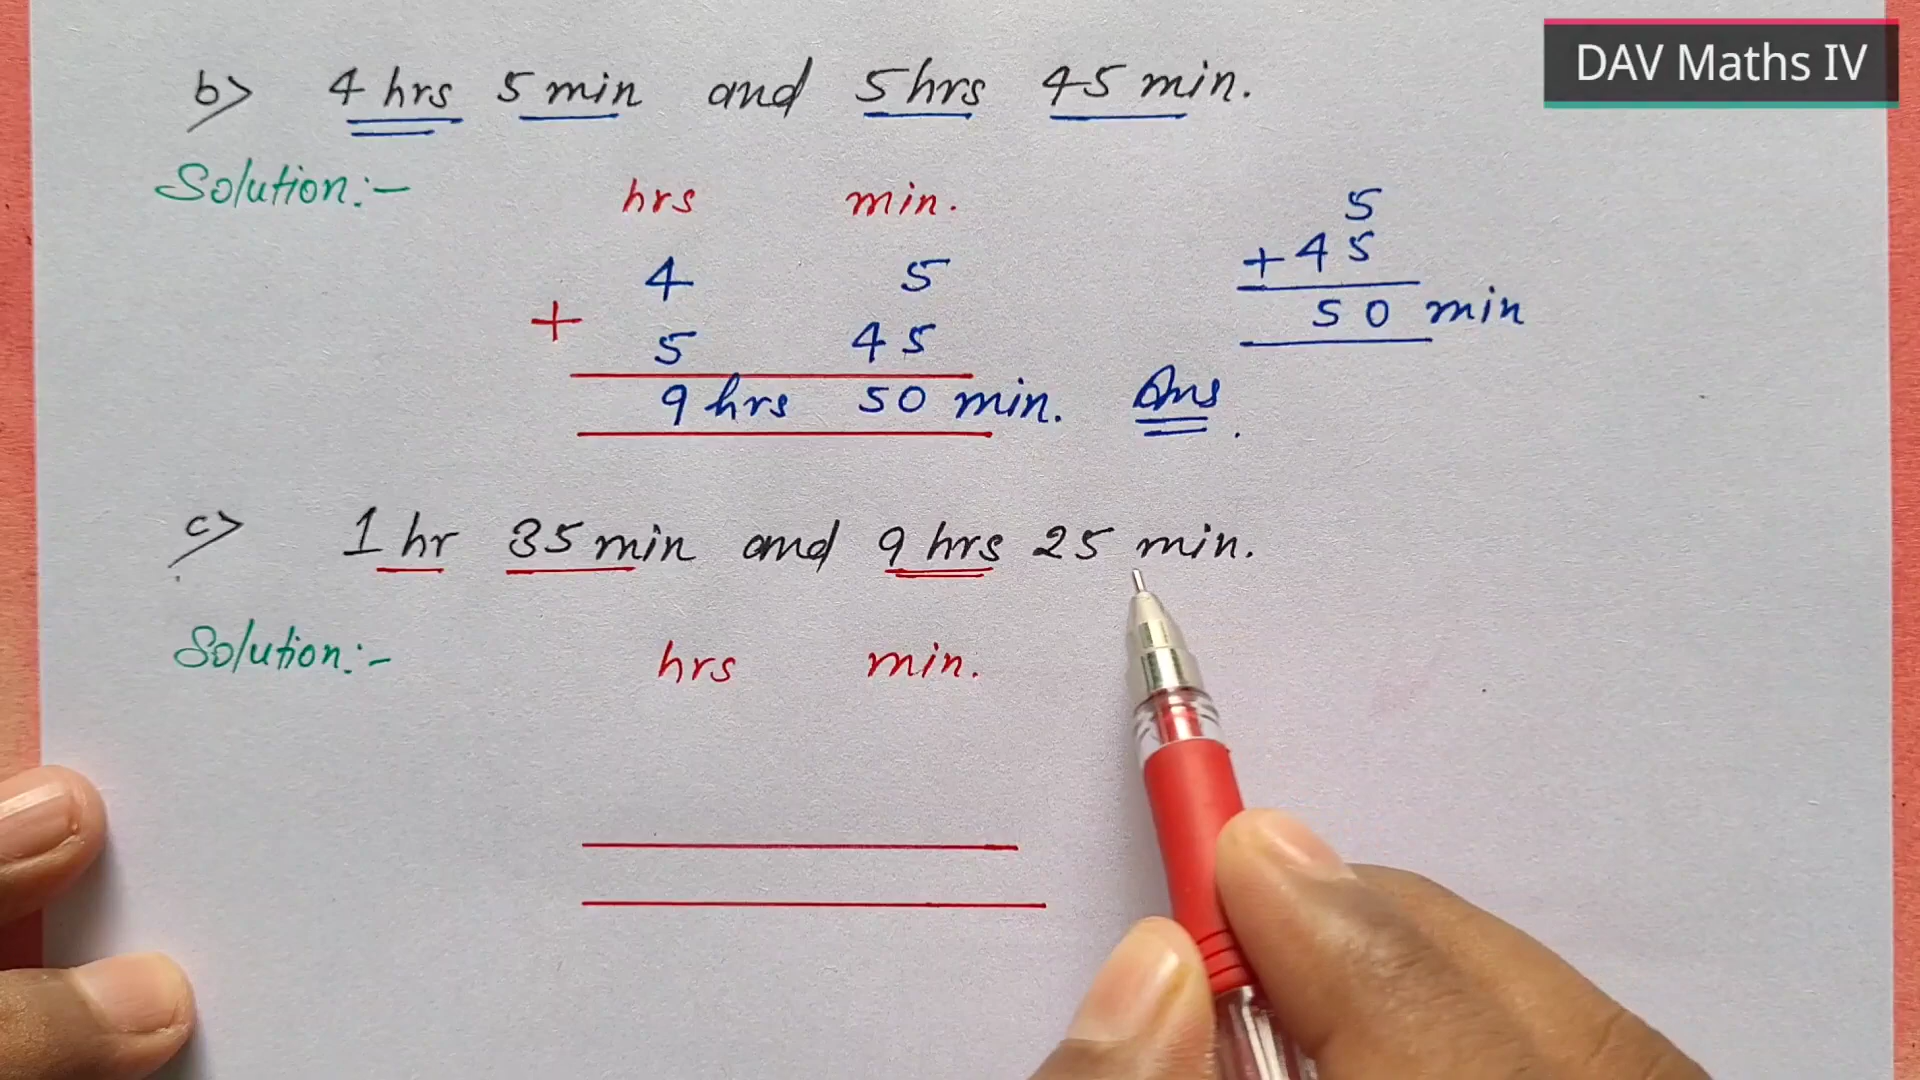 DAV Maths IV
b> 4 hrs 5 min and 5 hrs 45 min.
Solution:-
hrs min.
4 5
+ 5 45
9 hrs 50 min. Ans.
5
+ 45
50 min
c> 1 hr 35 min and 9 hrs 25 min.
Solution:-
hrs min.